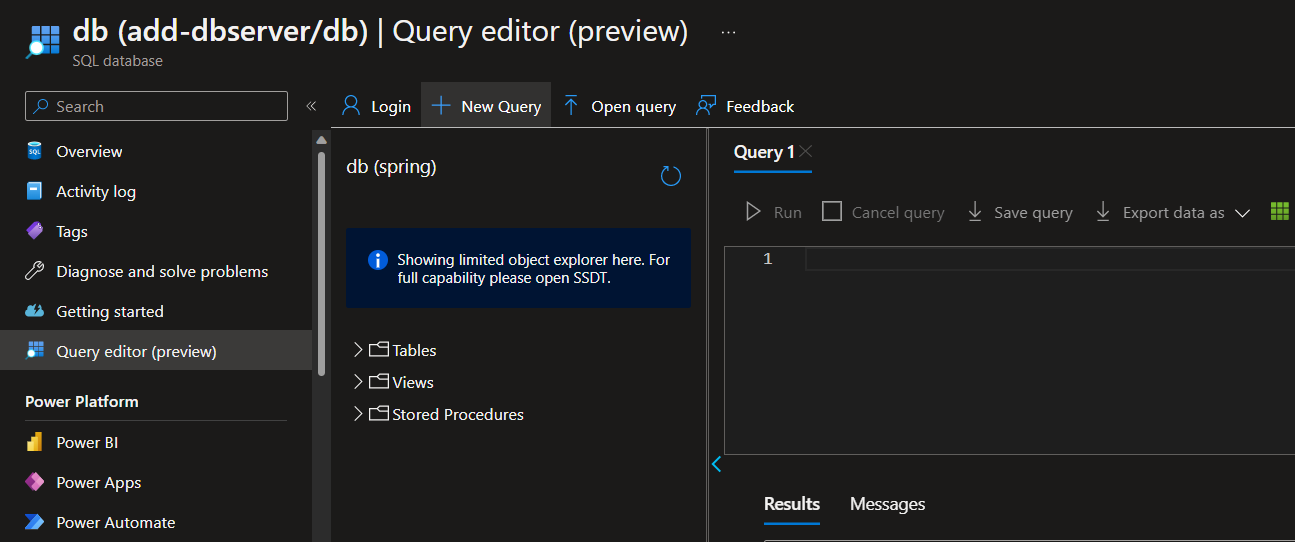 db (add-dbserver/db) | Query editor (preview) ...
SQL database
Search «
Overview
Activity log
Tags
Diagnose and solve problems
Getting started
Query editor (preview)
Power Platform
Power BI
Power Apps
Power Automate
Login New Query Open query Feedback
db (spring)
Showing limited object explorer here. For
full capability please open SSDT.
Tables
Views
Stored Procedures
Query 1
Run Cancel query Save query Export data as
1
Results Messages